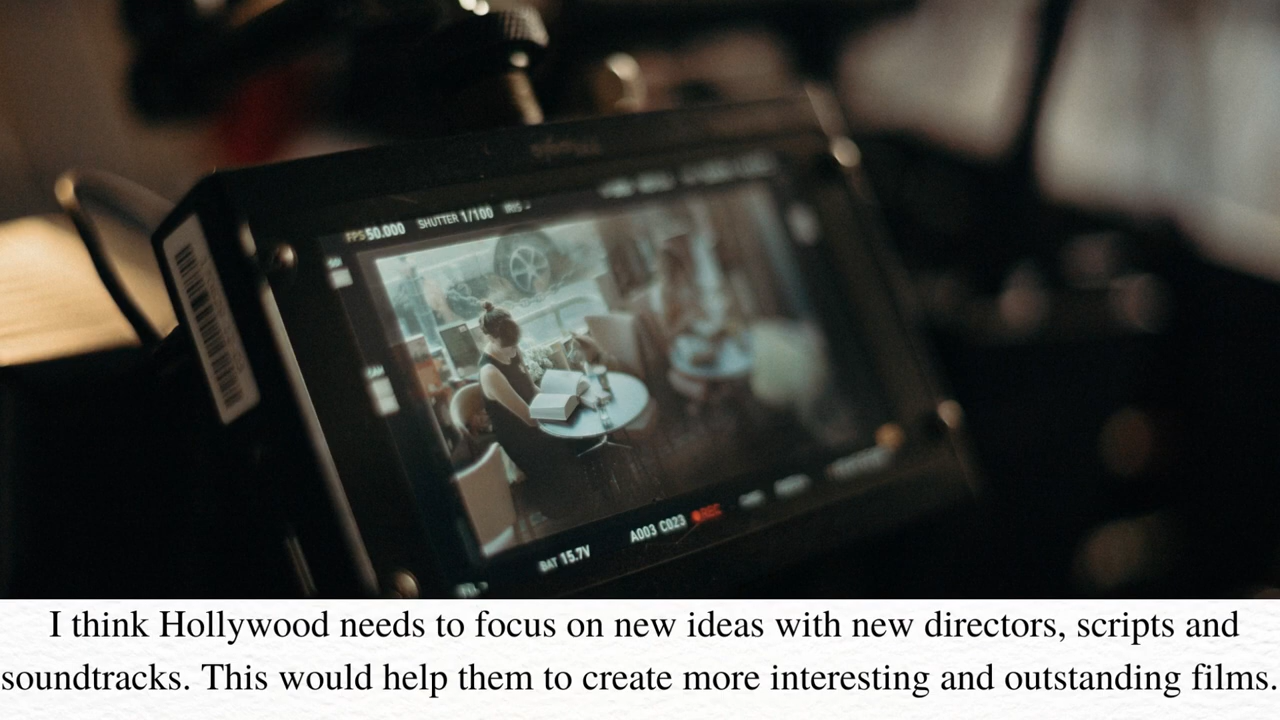 FPS 50.000 SHUTTER 1/100 IRIS
BAT 15.7V A003 C023 REC
I think Hollywood needs to focus on new ideas with new directors, scripts and
soundtracks. This would help them to create more interesting and outstanding films.